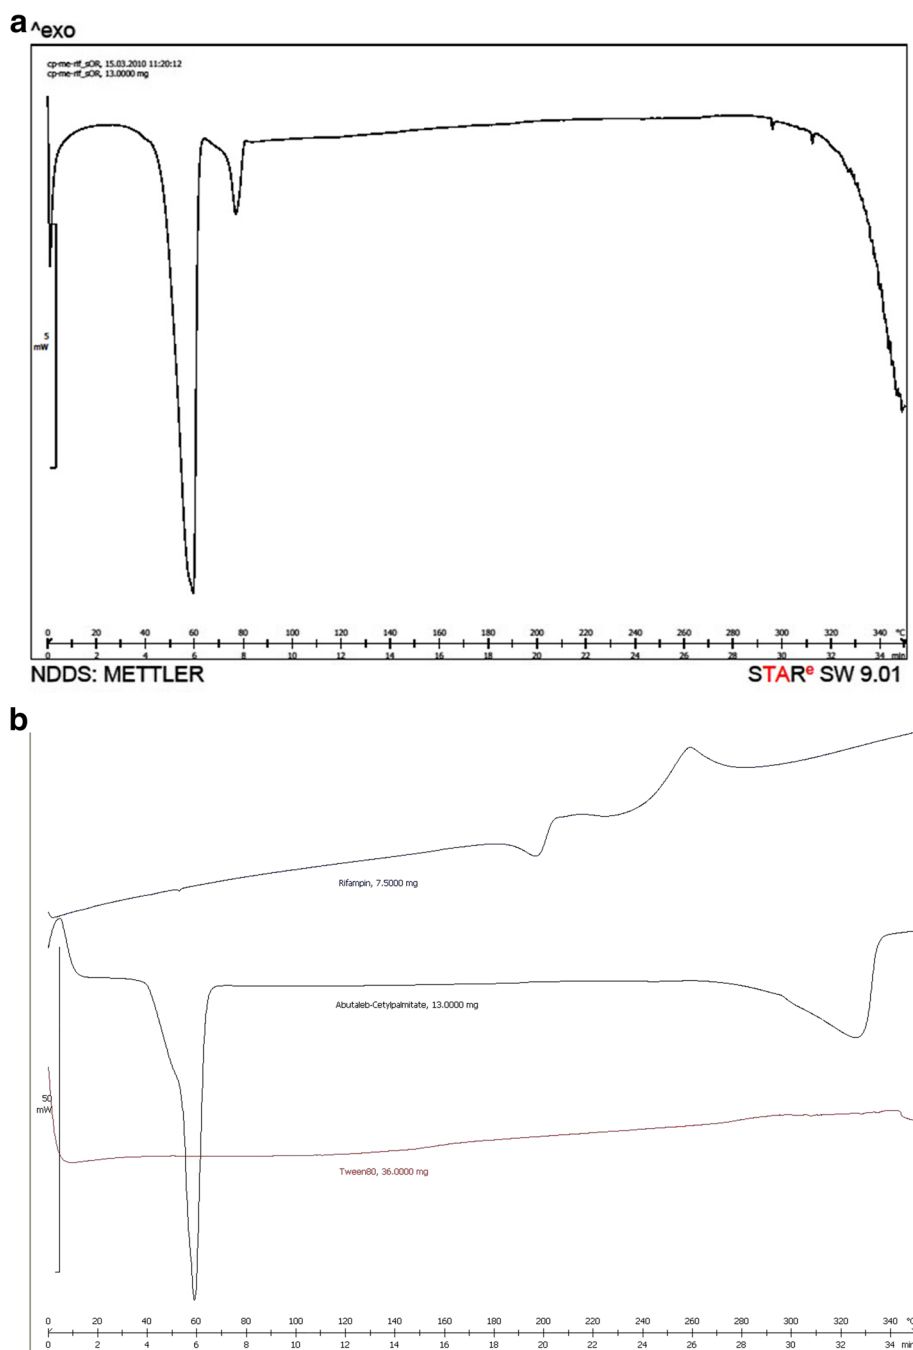 a ^exo
cp-me-rif_sOR, 15.03.2010 11:20:12
cp-me-rif_sOR, 13.0000 mg
5
mW
0 20 40 60 80 100 120 140 160 180 200 220 240 260 280 300 320 340 °C
0 2 4 6 8 10 12 14 16 18 20 22 24 26 28 30 32 34 min
NDDS: METTLER STARe SW 9.01
b
Rifampin, 7.5000 mg
Abutaleb-Cetylpalmitate, 13.0000 mg
50
mW
Tween80, 36.0000 mg
0 20 40 60 80 100 120 140 160 180 200 220 240 260 280 300 320 340 °C
0 2 4 6 8 10 12 14 16 18 20 22 24 26 28 30 32 34 min